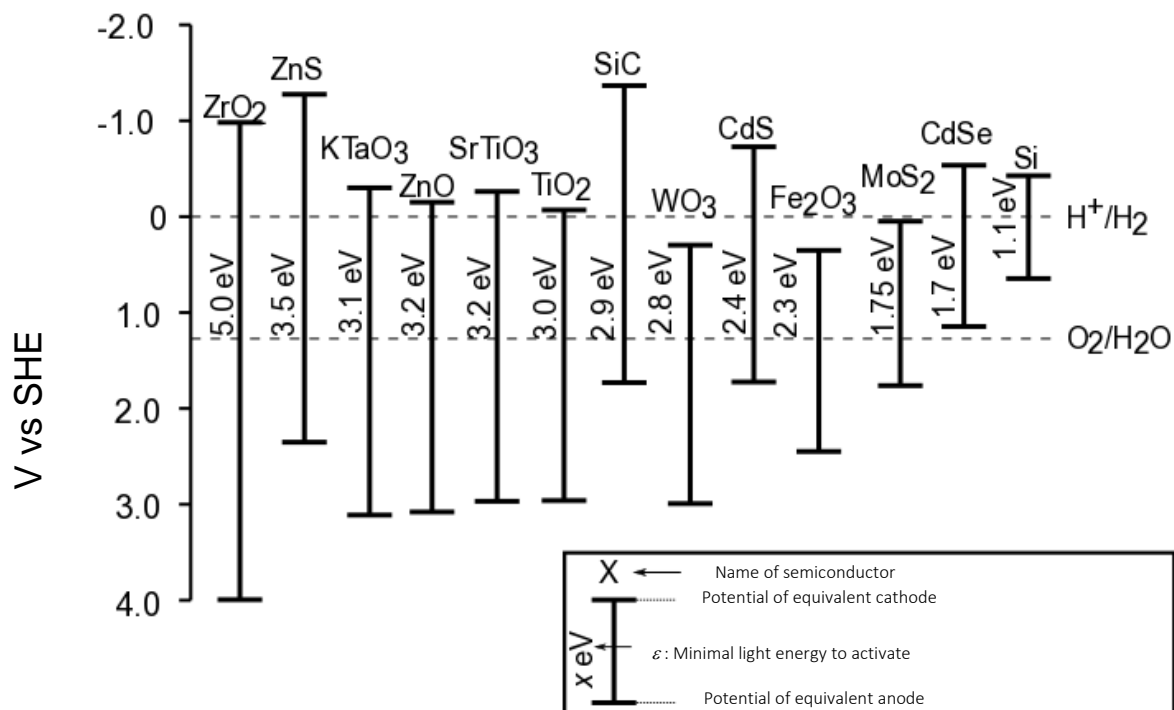 -2.0
-1.0
0
1.0
2.0
3.0
4.0
V vs SHE
ZrO2
5.0 eV
ZnS
3.5 eV
KTaO3
3.1 eV
ZnO
3.2 eV
SrTiO3
3.2 eV
TiO2
3.0 eV
SiC
2.9 eV
WO3
2.8 eV
CdS
2.4 eV
Fe2O3
2.3 eV
MoS2
1.75 eV
CdSe
1.7 eV
Si
1.1 eV
H+/H2
O2/H2O
X
Name of semiconductor
Potential of equivalent cathode
x eV
ε : Minimal light energy to activate
Potential of equivalent anode